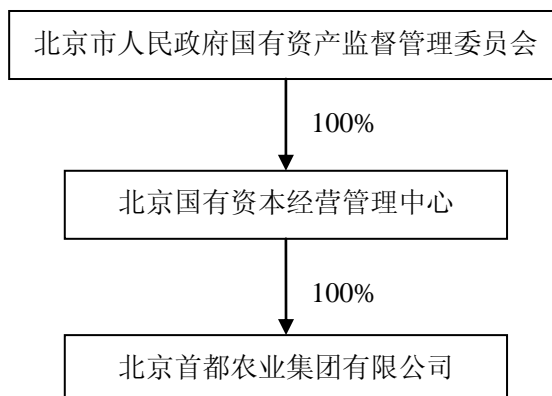 北京市人民政府国有资产监督管理委员会
100%
北京国有资本经营管理中心
100%
北京首都农业集团有限公司